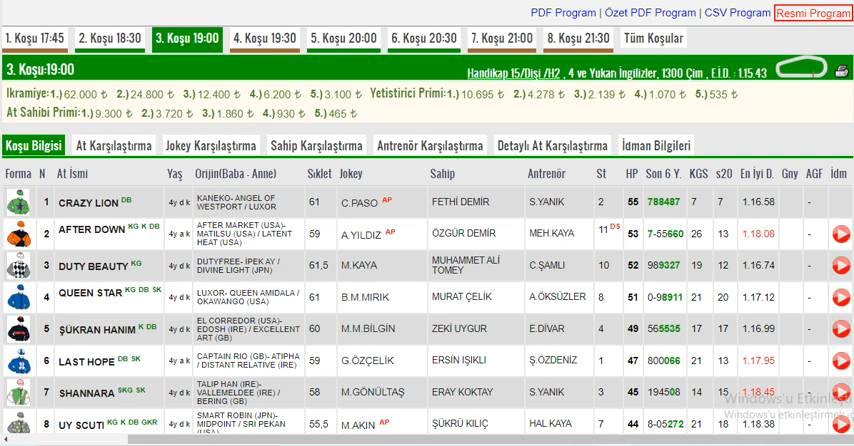 PDF Program | Özet PDF Program | CSV Program | Resmi Program
1. Koşu 17:45 2. Koşu 18:30 3. Koşu 19:00 4. Koşu 19:30 5. Koşu 20:00 6. Koşu 20:30 7. Koşu 21:00 8. Koşu 21:30 Tüm Koşular
3. Koşu:19:00 Handikap 15/Dişi /H2 , 4 ve Yukarı İngilizler, 1300 Çim , E.İ.D. : 1.15.43
Ikramiye: 1.) 62.000 ₺ 2.) 24.800 ₺ 3.) 12.400 ₺ 4.) 6.200 ₺ 5.) 3.100 ₺ Yetistirici Primi: 1.) 10.695 ₺ 2.) 4.278 ₺ 3.) 2.139 ₺ 4.) 1.070 ₺ 5.) 535 ₺
At Sahibi Primi: 1.) 9.300 ₺ 2.) 3.720 ₺ 3.) 1.860 ₺ 4.) 930 ₺ 5.) 465 ₺
Koşu Bilgisi At Karşılaştırma Jokey Karşılaştırma Sahip Karşılaştırma Antrenör Karşılaştırma Detaylı At Karşılaştırma İdman Bilgileri
Forma N At İsmi Yaş Orijin(Baba - Anne) Sıklet Jokey Sahip Antrenör St HP Son 6 Y. KGS s20 En İyi D. Gny AGF İdm
1 CRAZY LION DB 4y d k KANEKO- ANGEL OF WESTPORT / LUXOR 61 C.PASO AP FETHİ DEMİR S.YANIK 2 55 788487 7 7 1.16.58 -
2 AFTER DOWN KG K DB 4y a k AFTER MARKET (USA)- MATILSU (USA) / LATENT HEAT (USA) 59 A.YILDIZ AP ÖZGÜR DEMİR MEH.KAYA 11 DS 53 7-55660 26 13 1.18.08 -
3 DUTY BEAUTY KG 4y d k DUTYFREE- İPEK AY / DIVINE LIGHT (JPN) 61,5 M.KAYA MUHAMMET ALİ TOMEY C.ŞAMLI 10 52 989327 19 12 1.16.74 -
4 QUEEN STAR KG DB SK 4y d k LUXOR- QUEEN AMIDALA / OKAWANGO (USA) 61 B.M.MIRIK MURAT ÇELİK A.ÖKSÜZLER 8 51 0-98911 21 20 1.17.12 -
5 ŞÜKRAN HANIM K DB 4y d k EL CORREDOR (USA)- EDOSH (IRE) / EXCELLENT ART (GB) 60 M.M.BİLGİN ZEKİ UYGUR E.DİVAR 4 49 565535 17 17 1.16.99 -
6 LAST HOPE DB SK 4y a k CAPTAIN RIO (GB)- ATIPHA / DISTANT RELATIVE (IRE) 59 G.ÖZÇELİK ERSİN IŞIKLI Ş.ÖZDENİZ 1 47 800066 21 13 1.17.95 -
7 SHANNARA SKG SK 4y d k TALIP HAN (IRE)- VALLEMELDEE (IRE) / BERING (GB) 58 M.GÖNÜLTAŞ ERAY KOKTAY S.YANIK 3 45 194508 14 15 1.18.45 -
8 UY SCUTI KG K DB GKR 4y d k SMART ROBIN (JPN)- MIDPOINT / SRI PEKAN (USA) 55,5 M.AKIN AP ŞÜKRÜ KILIÇ HAL.KAYA 7 44 8-05272 21 18 1.18.38 -
Windows'u Etkinleştir
Windows'u etkinleştirmek iç